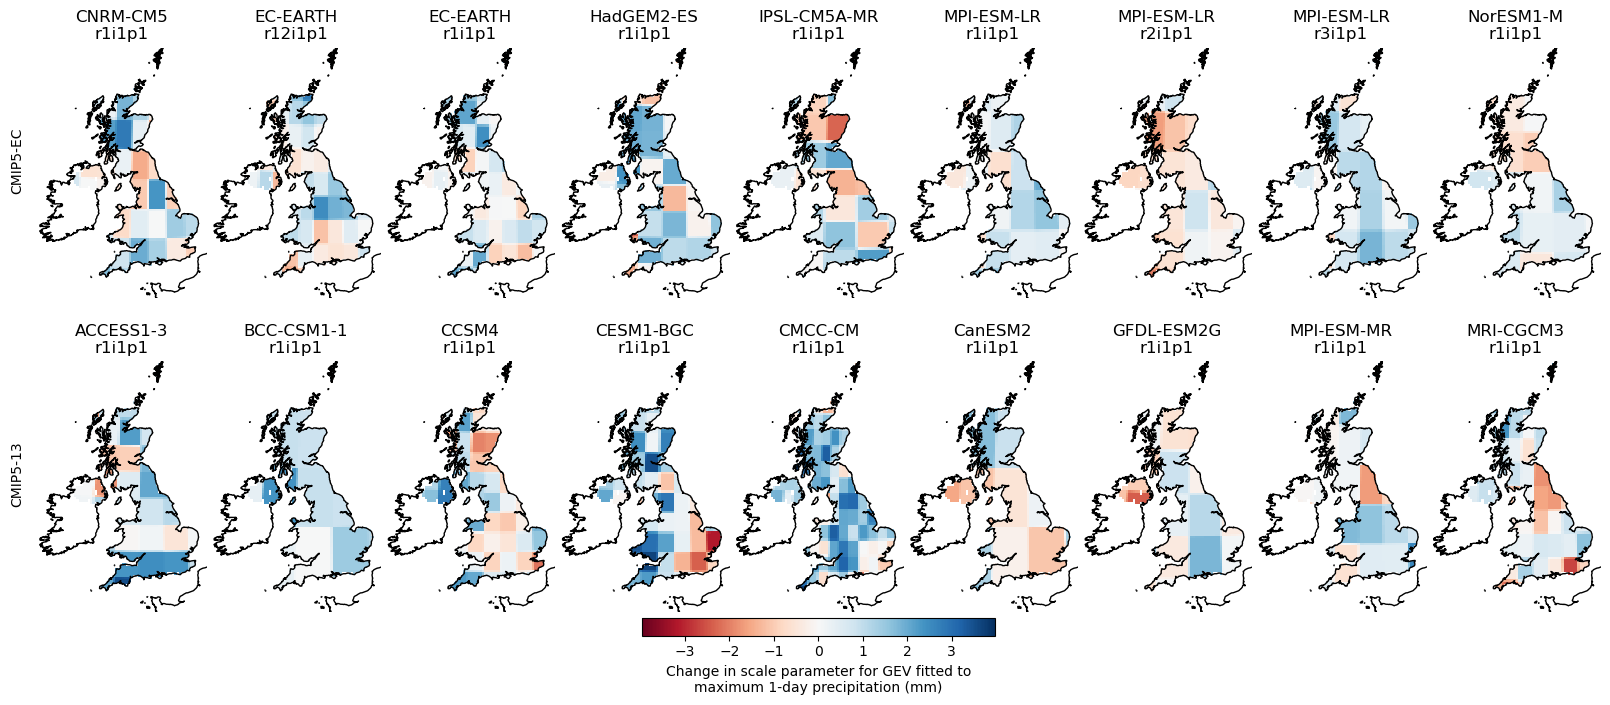 CNRM-CM5 EC-EARTH EC-EARTH HadGEM2-ES IPSL-CM5A-MR MPI-ESM-LR MPI-ESM-LR MPI-ESM-LR NorESM1-M
r1i1p1 r12i1p1 r1i1p1 r1i1p1 r1i1p1 r1i1p1 r2i1p1 r3i1p1 r1i1p1
CMIP5-EC
ACCESS1-3 BCC-CSM1-1 CCSM4 CESM1-BGC CMCC-CM CanESM2 GFDL-ESM2G MPI-ESM-MR MRI-CGCM3
r1i1p1 r1i1p1 r1i1p1 r1i1p1 r1i1p1 r1i1p1 r1i1p1 r1i1p1 r1i1p1
CMIP5-13
−3 −2 −1 0 1 2 3
Change in scale parameter for GEV fitted to
maximum 1-day precipitation (mm)